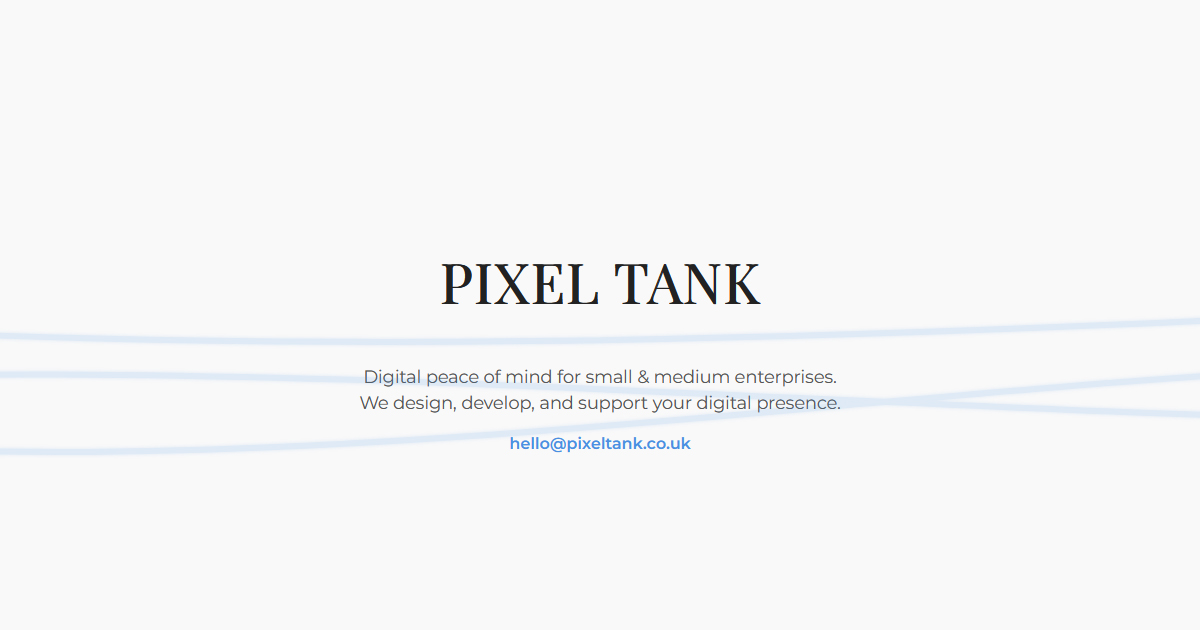 PIXEL TANK
Digital peace of mind for small & medium enterprises.
We design, develop, and support your digital presence.
hello@pixeltank.co.uk